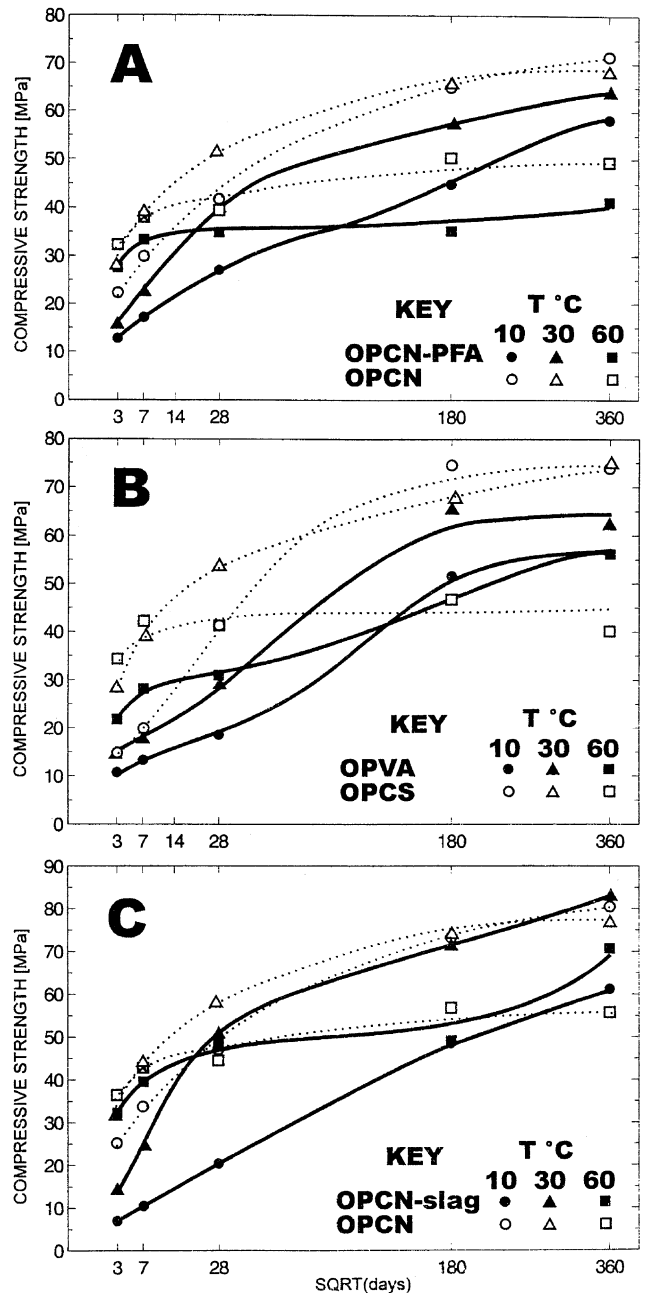 COMPRESSIVE STRENGTH [MPa]
80
70
60
50
40
30
20
10
0
A
KEY T °C
10 30 60
OPCN-PFA
OPCN
3 7 14 28 180 360
COMPRESSIVE STRENGTH [MPa]
80
70
60
50
40
30
20
10
0
B
KEY T °C
10 30 60
OPVA
OPCS
3 7 14 28 180 360
COMPRESSIVE STRENGTH [MPa]
90
80
70
60
50
40
30
20
10
0
C
KEY T °C
10 30 60
OPCN-slag
OPCN
3 7 28 180 360
SQRT(days)